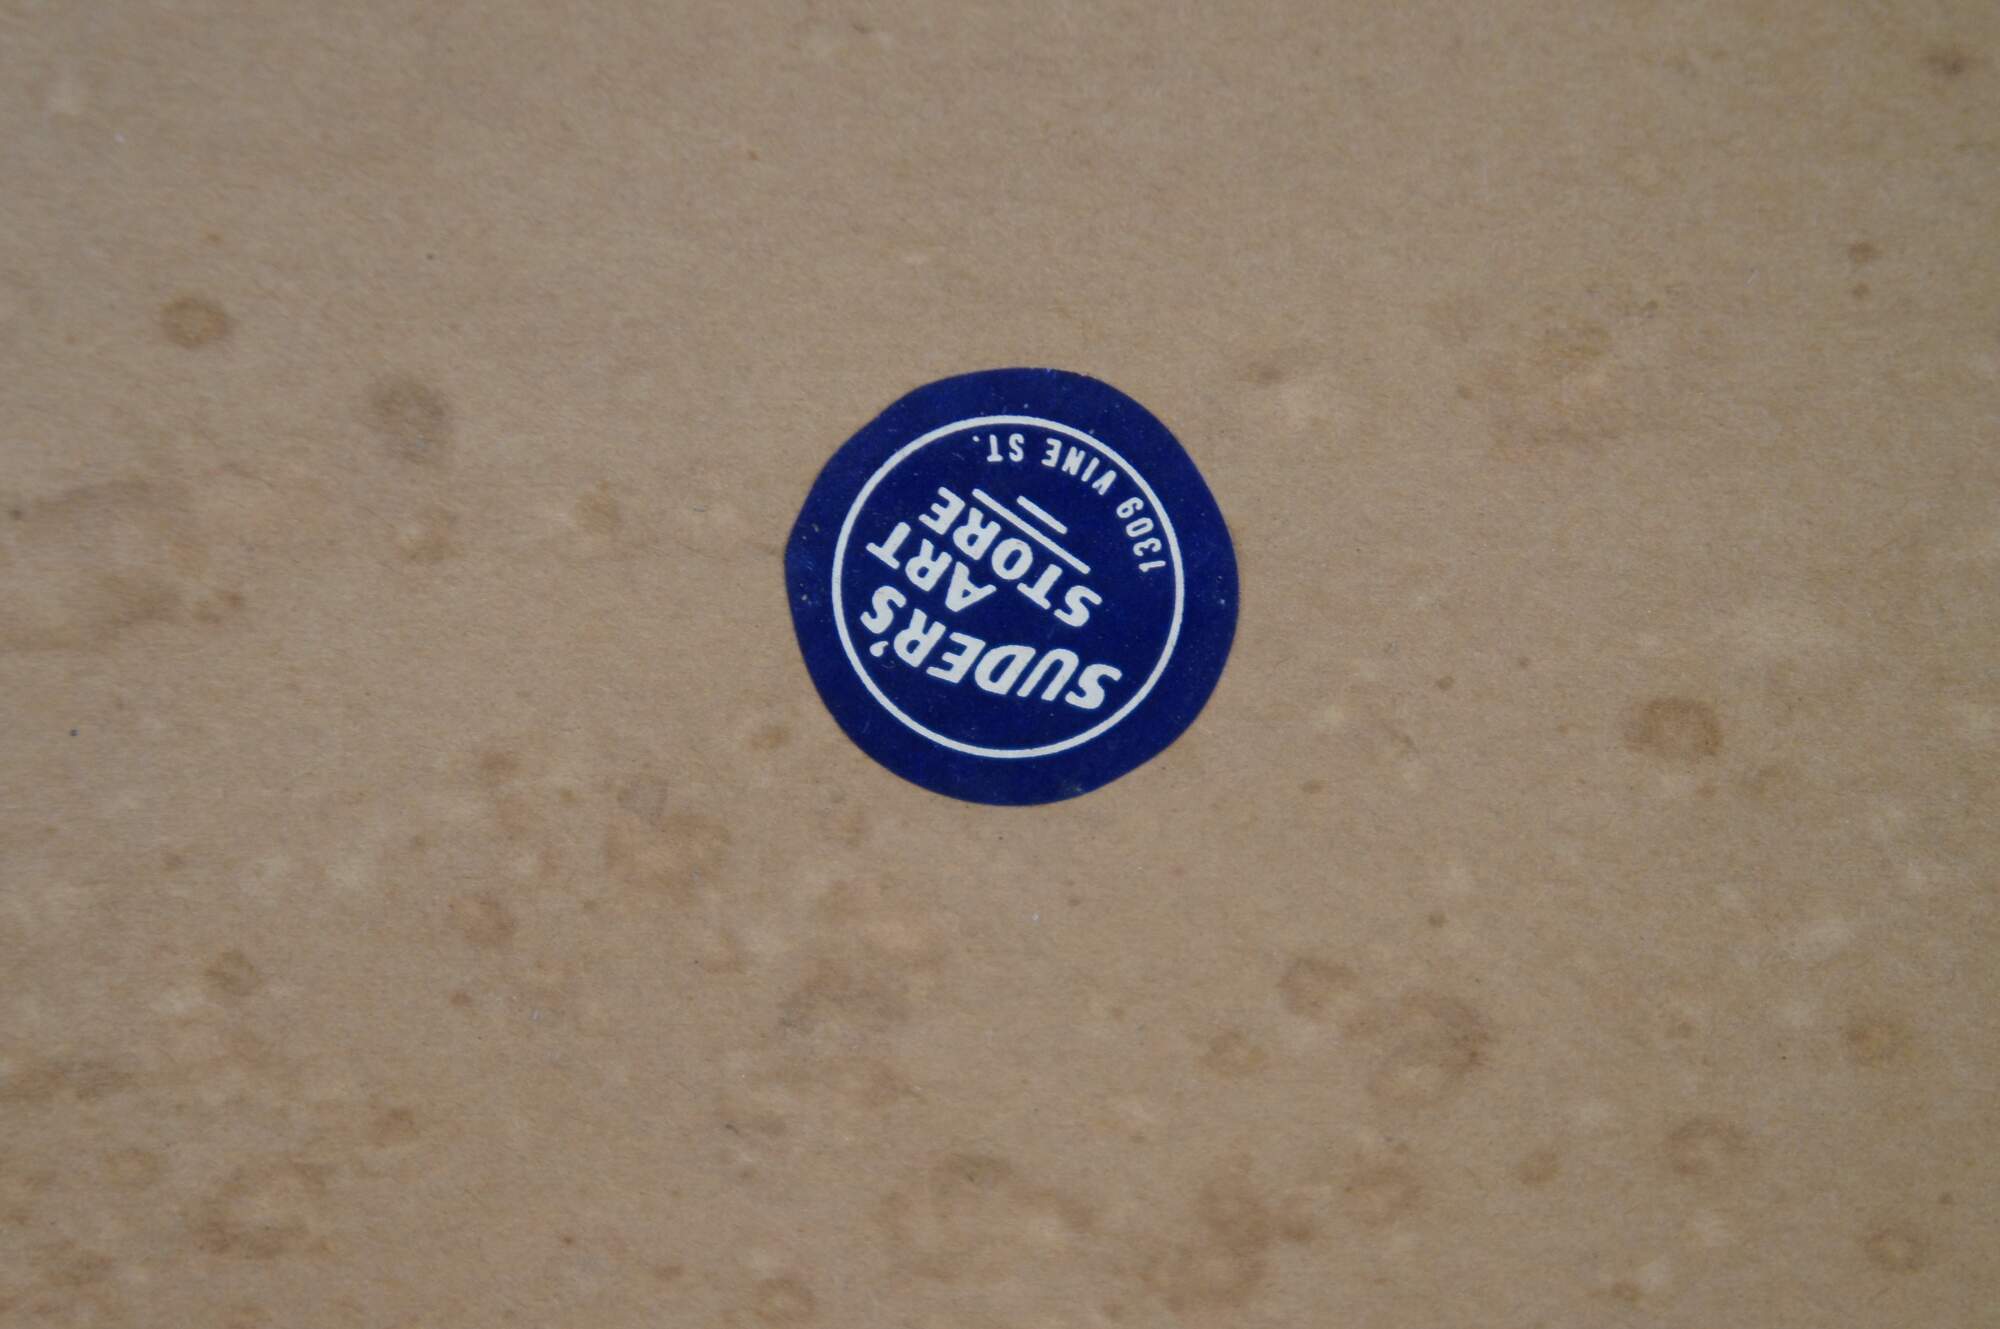 SUDER'S
ART
STORE
1309 VINE ST.